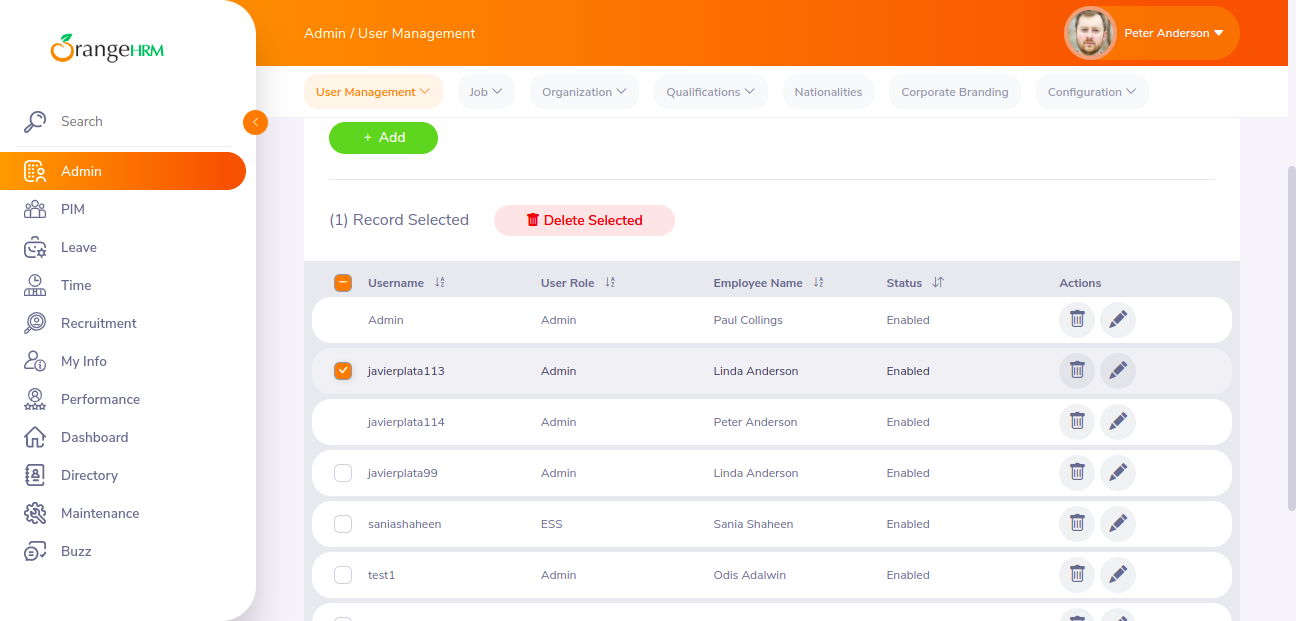 OrangeHRM
Admin / User Management
Peter Anderson
User Management
Job
Organization
Qualifications
Nationalities
Corporate Branding
Configuration
Search
Admin
PIM
Leave
Time
Recruitment
My Info
Performance
Dashboard
Directory
Maintenance
Buzz
+ Add
(1) Record Selected
Delete Selected
Username User Role Employee Name Status Actions
Admin Admin Paul Collings Enabled
javierplata113 Admin Linda Anderson Enabled
javierplata114 Admin Peter Anderson Enabled
javierplata99 Admin Linda Anderson Enabled
saniashaheen ESS Sania Shaheen Enabled
test1 Admin Odis Adalwin Enabled